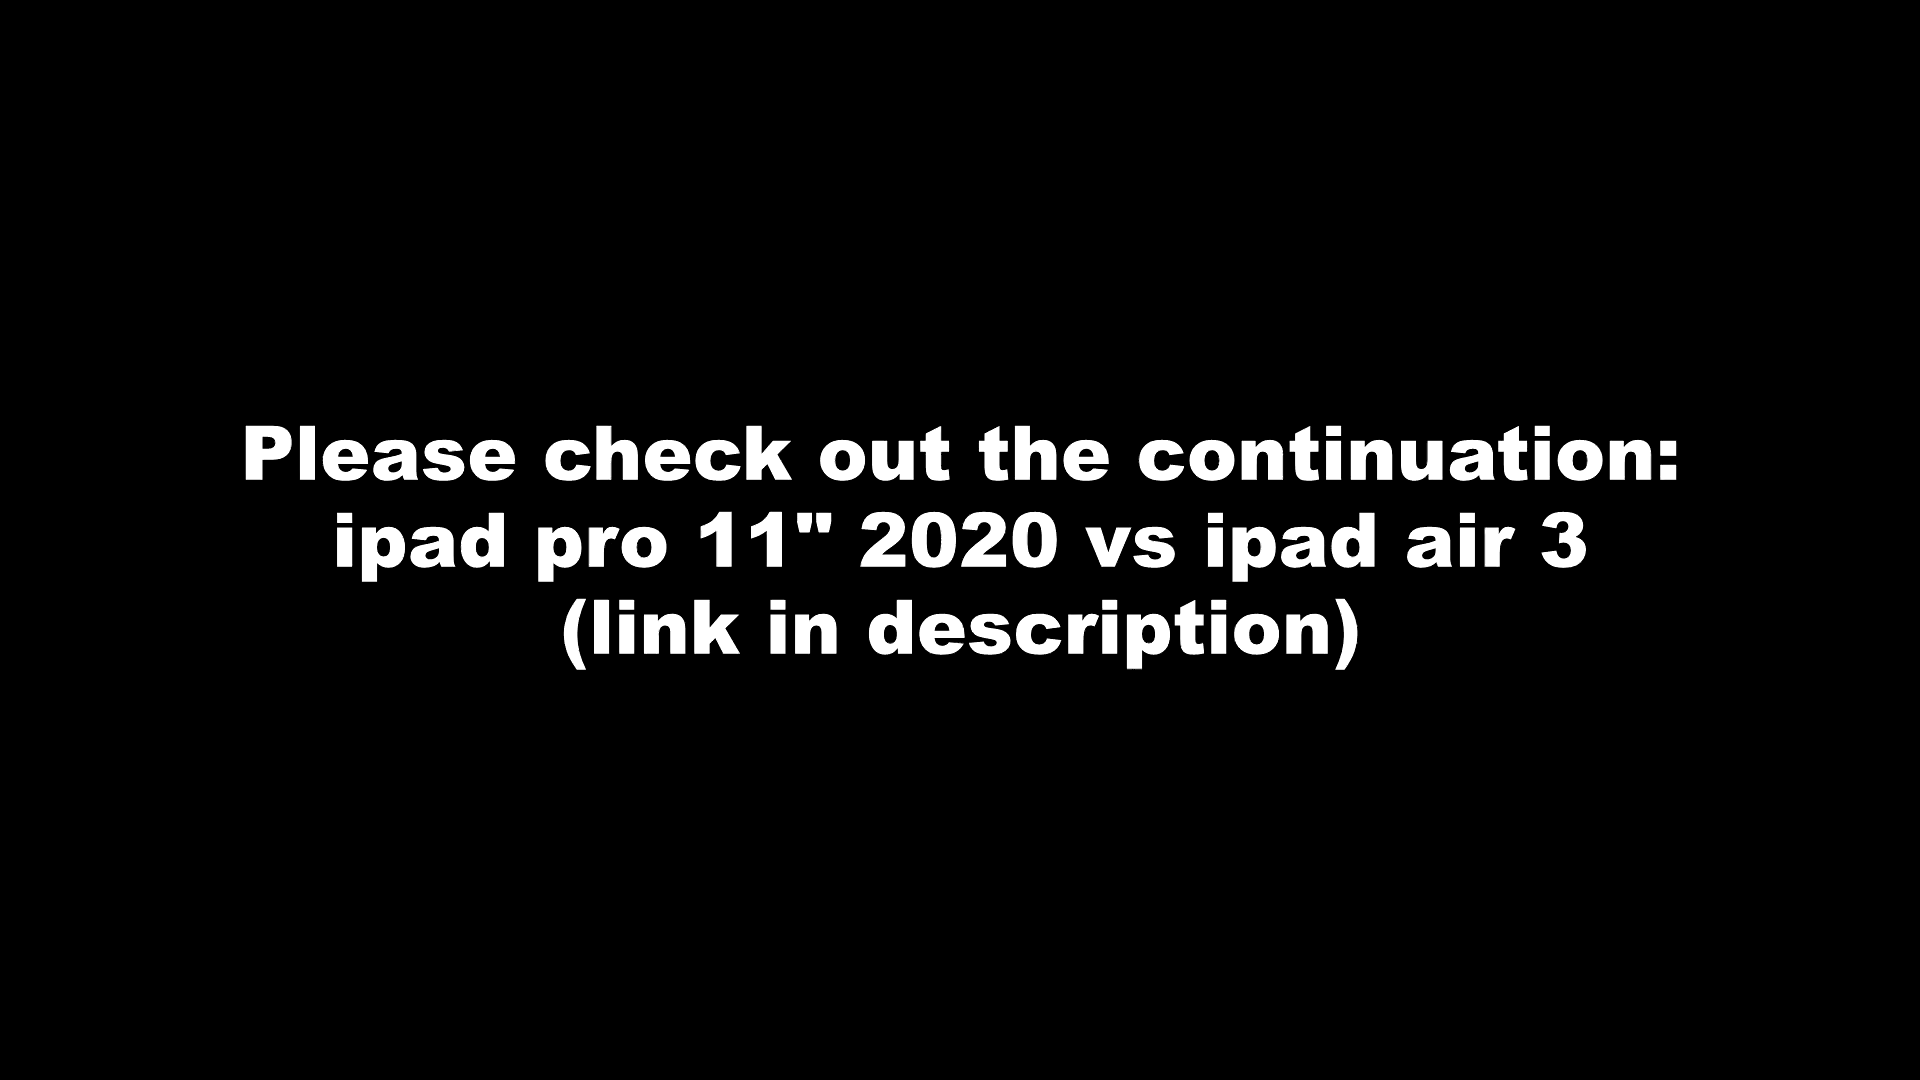 Please check out the continuation:
ipad pro 11" 2020 vs ipad air 3
(link in description)